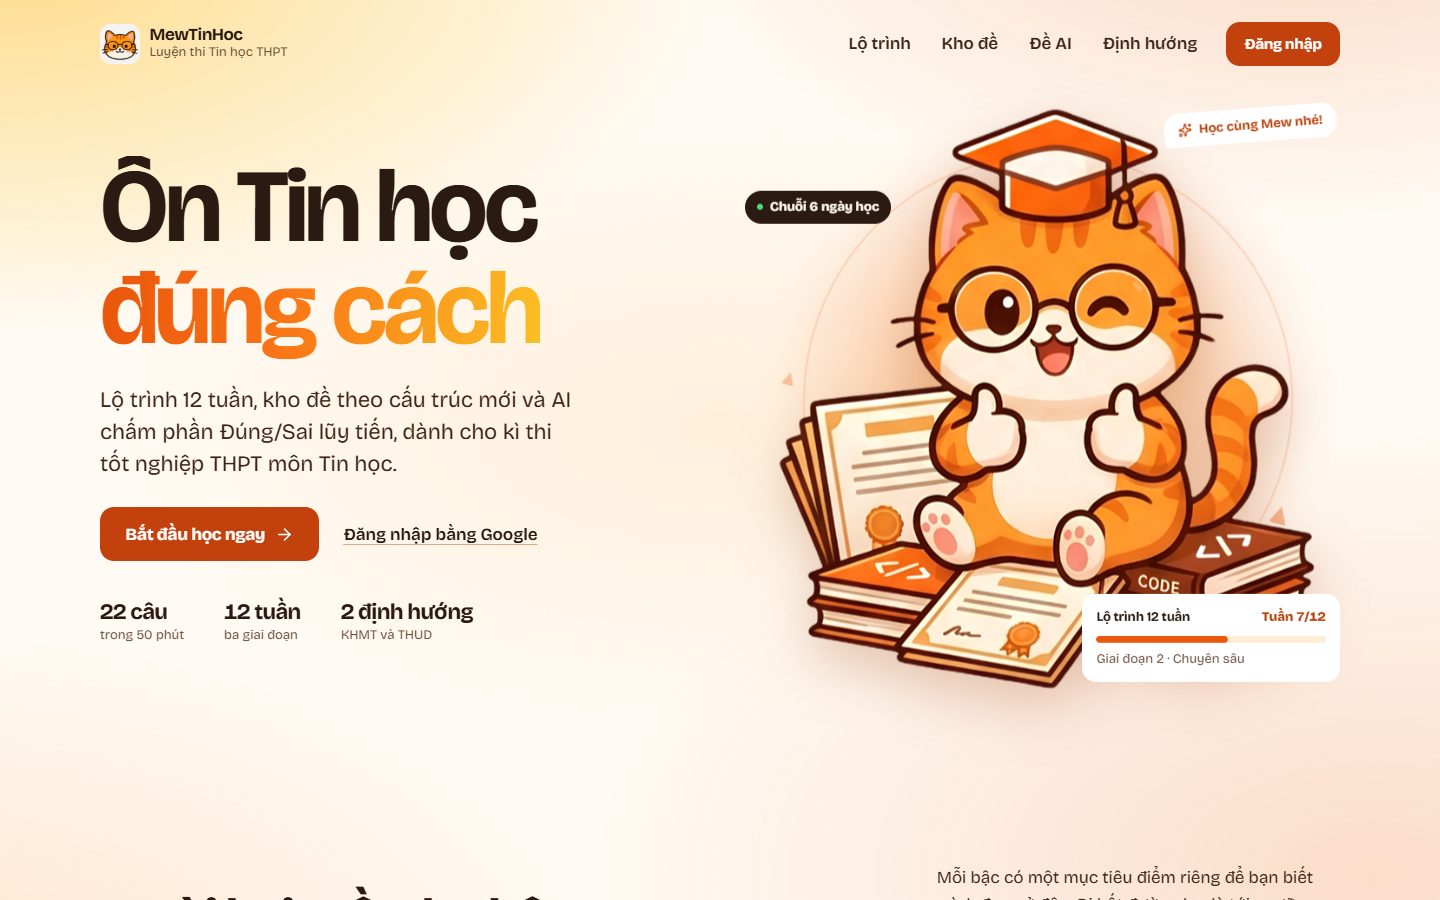 MewTinHoc
Luyện thi Tin học THPT
Lộ trình
Kho đề
Đề AI
Định hướng
Đăng nhập
Học cùng Mew nhé!
Chuỗi 6 ngày học
Ôn Tin học
đúng cách
Lộ trình 12 tuần, kho đề theo cấu trúc mới và AI
chấm phần Đúng/Sai lũy tiến, dành cho kì thi
tốt nghiệp THPT môn Tin học.
Bắt đầu học ngay
Đăng nhập bằng Google
22 câu
trong 50 phút
12 tuần
ba giai đoạn
2 định hướng
KHMT và THUD
</>
</>
CODE
Lộ trình 12 tuần
Tuần 7/12
Giai đoạn 2 · Chuyên sâu
Mỗi bậc có một mục tiêu điểm riêng để bạn biết